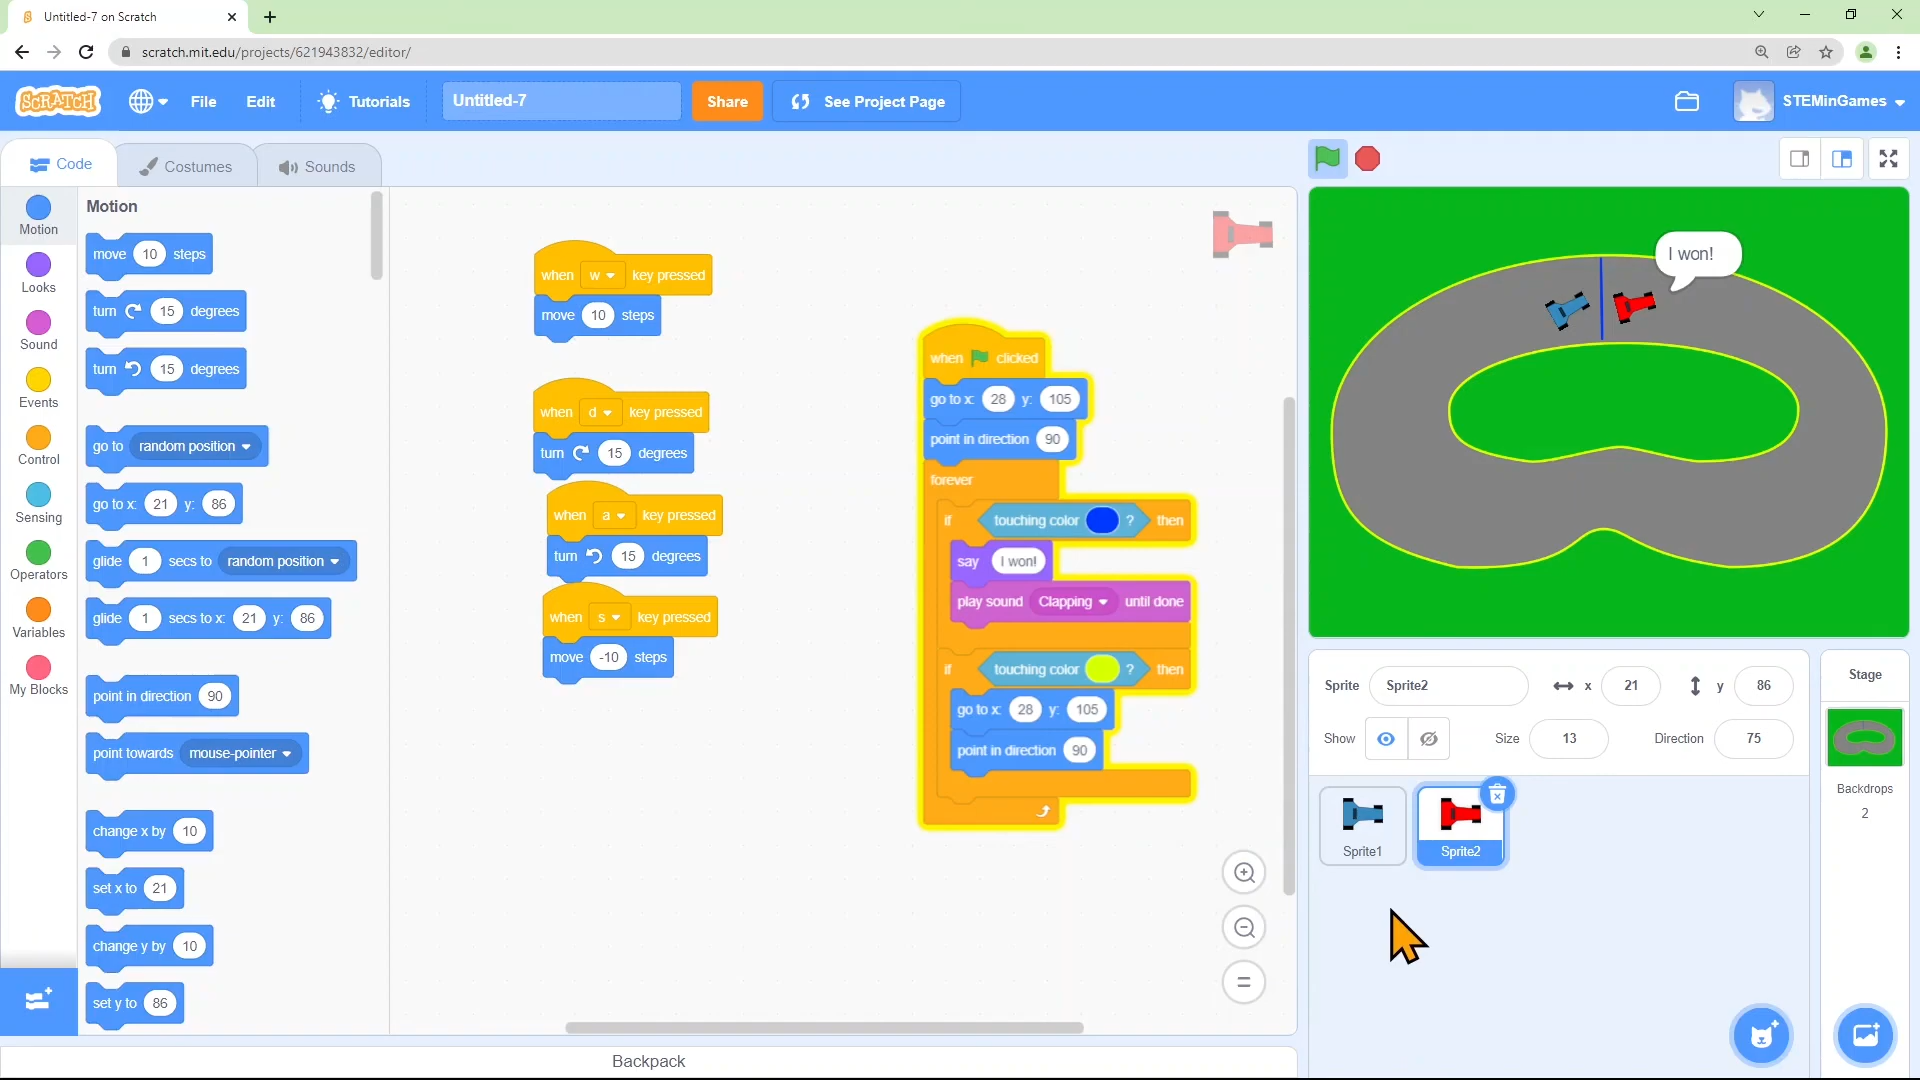 Untitled-7 on Scratch
scratch.mit.edu/projects/621943832/editor/
SCRATCH
File
Edit
Tutorials
Untitled-7
Share
See Project Page
STEMinGames
Code
Costumes
Sounds
Motion
Looks
Sound
Events
Control
Sensing
Operators
Variables
My Blocks
Motion
move 10 steps
turn 15 degrees
turn 15 degrees
go to random position
go to x: 21 y: 86
glide 1 secs to random position
glide 1 secs to x: 21 y: 86
point in direction 90
point towards mouse-pointer
change x by 10
set x to 21
change y by 10
set y to 86
when w key pressed
move 10 steps
when d key pressed
turn 15 degrees
when a key pressed
turn 15 degrees
when s key pressed
move -10 steps
when clicked
go to x: 28 y: 105
point in direction 90
forever
if touching color ? then
say I won!
play sound Clapping until done
if touching color ? then
go to x: 28 y: 105
point in direction 90
Backpack
I won!
Sprite Sprite2 x 21 y 86
Show Size 13 Direction 75
Sprite1
Sprite2
Stage
Backdrops
2